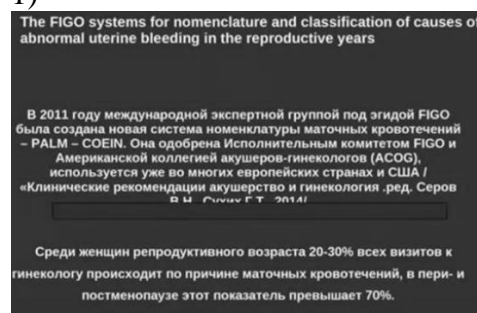 The FIGO systems for nomenclature and classification of causes of
abnormal uterine bleeding in the reproductive years
В 2011 году международной экспертной группой под эгидой FIGO
была создана новая система номенклатуры маточных кровотечений
– PALM – COEIN. Она одобрена Исполнительным комитетом FIGO и
Американской коллегией акушеров-гинекологов (ACOG),
используется уже во многих европейских странах и США /
«Клинические рекомендации акушерство и гинекология .ред. Серов
В.Н., Сухих Г.Т. 2014/
Среди женщин репродуктивного возраста 20-30% всех визитов к
гинекологу происходит по причине маточных кровотечений, в пери- и
постменопаузе этот показатель превышает 70%.